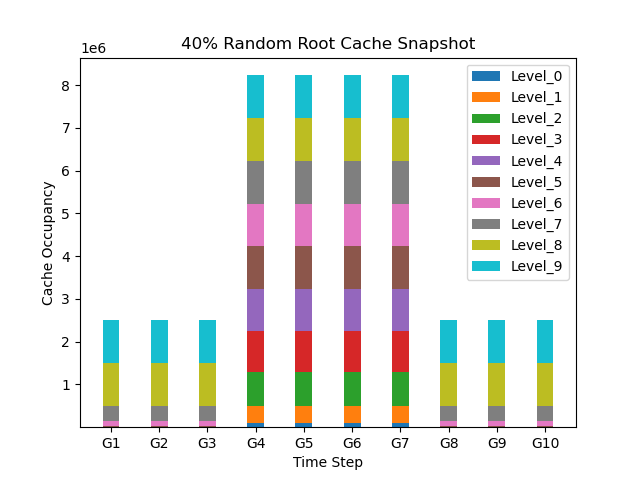 40% Random Root Cache Snapshot
1e6
8
7
6
5
4
3
2
1
Cache Occupancy
Level_0
Level_1
Level_2
Level_3
Level_4
Level_5
Level_6
Level_7
Level_8
Level_9
G1 G2 G3 G4 G5 G6 G7 G8 G9 G10
Time Step